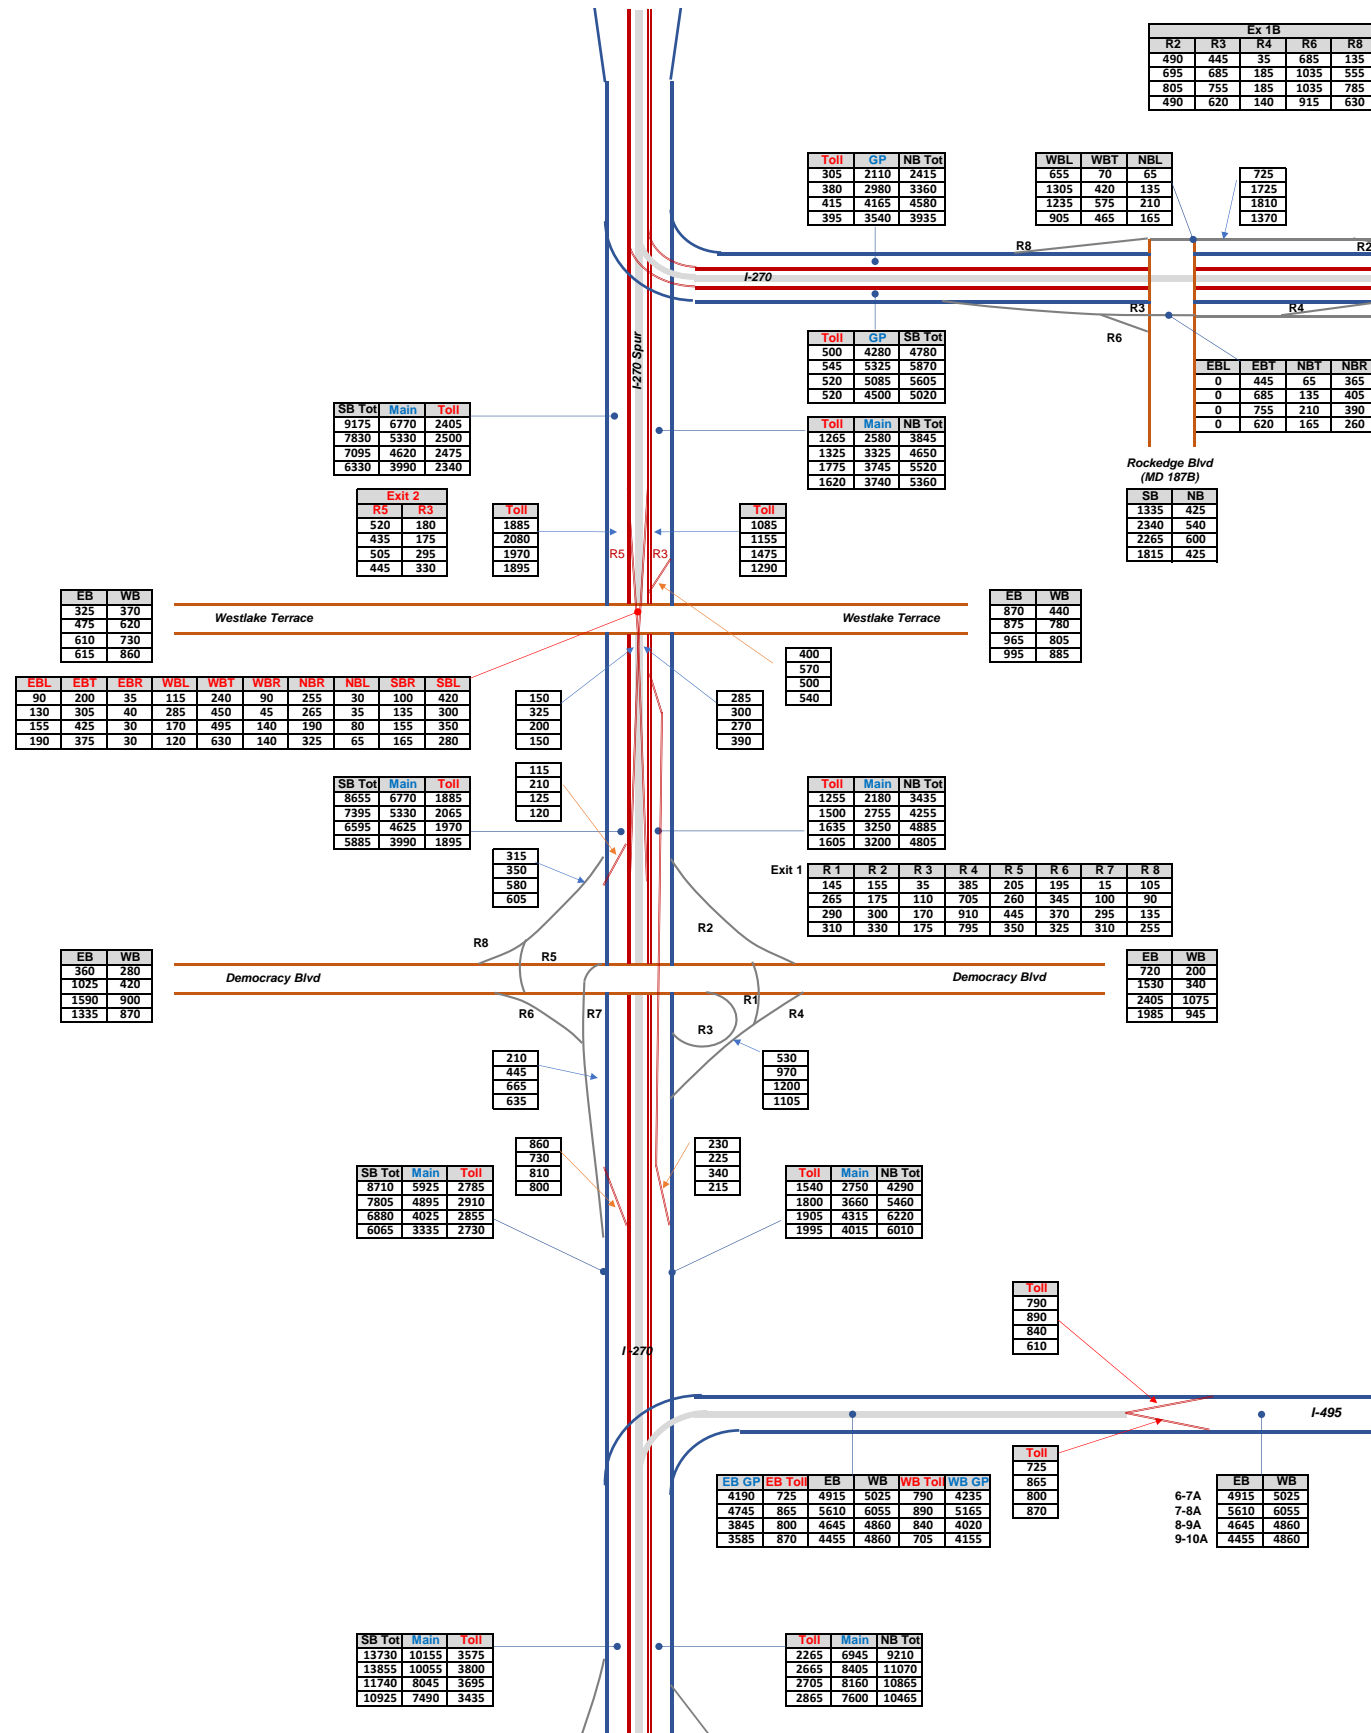 Ex 1B
R2 R3 R4 R6 R8
490 445 35 685 135
695 685 185 1035 555
805 755 185 1035 785
490 620 140 915 630
Toll GP NB Tot
305 2110 2415
380 2980 3360
415 4165 4580
395 3540 3935
WBL WBT NBL
655 70 65
1305 420 135
1235 575 210
905 465 165
725
1725
1810
1370
R8
R2
I-270
R3
R4
R6
I-270 Spur
Toll GP SB Tot
500 4280 4780
545 5325 5870
520 5085 5605
520 4500 5020
EBL EBT NBT NBR
0 445 65 365
0 685 135 405
0 755 210 390
0 620 165 260
SB Tot Main Toll
9175 6770 2405
7830 5330 2500
7095 4620 2475
6330 3990 2340
Toll Main NB Tot
1265 2580 3845
1325 3325 4650
1775 3745 5520
1620 3740 5360
Rockedge Blvd
(MD 187B)
SB NB
1335 425
2340 540
2265 600
1815 425
Exit 2
R5 R3
520 180
435 175
505 295
445 330
Toll
1885
2080
1970
1895
R5
R3
Toll
1085
1155
1475
1290
EB WB
325 370
475 620
610 730
615 860
Westlake Terrace
Westlake Terrace
EB WB
870 440
875 780
965 805
995 885
400
570
500
540
EBL EBT EBR WBL WBT WBR NBR NBL SBR SBL
90 200 35 115 240 90 255 30 100 420
130 305 40 285 450 45 265 35 135 300
155 425 30 170 495 140 190 80 155 350
190 375 30 120 630 140 325 65 165 280
150
325
200
150
285
300
270
390
115
210
125
120
SB Tot Main Toll
8655 6770 1885
7395 5330 2065
6595 4625 1970
5885 3990 1895
Toll Main NB Tot
1255 2180 3435
1500 2755 4255
1635 3250 4885
1605 3200 4805
315
350
580
605
Exit 1
R 1 R 2 R 3 R 4 R 5 R 6 R 7 R 8
145 155 35 385 205 195 15 105
265 175 110 705 260 345 100 90
290 300 170 910 445 370 295 135
310 330 175 795 350 325 310 255
R8
R5
R2
EB WB
360 280
1025 420
1590 900
1335 870
Democracy Blvd
Democracy Blvd
EB WB
720 200
1530 340
2405 1075
1985 945
R6
R7
R3
R1
R4
210
445
665
635
530
970
1200
1105
860
730
810
800
230
225
340
215
SB Tot Main Toll
8710 5925 2785
7805 4895 2910
6880 4025 2855
6065 3335 2730
Toll Main NB Tot
1540 2750 4290
1800 3660 5460
1905 4315 6220
1995 4015 6010
Toll
790
890
840
610
I-270
I-495
Toll
725
865
800
870
EB GP EB Toll EB WB WB Toll WB GP
4190 725 4915 5025 790 4235
4745 865 5610 6055 890 5165
3845 800 4645 4860 840 4020
3585 870 4455 4860 705 4155
EB WB
6-7A 4915 5025
7-8A 5610 6055
8-9A 4645 4860
9-10A 4455 4860
SB Tot Main Toll
13730 10155 3575
13855 10055 3800
11740 8045 3695
10925 7490 3435
Toll Main NB Tot
2265 6945 9210
2665 8405 11070
2705 8160 10865
2865 7600 10465